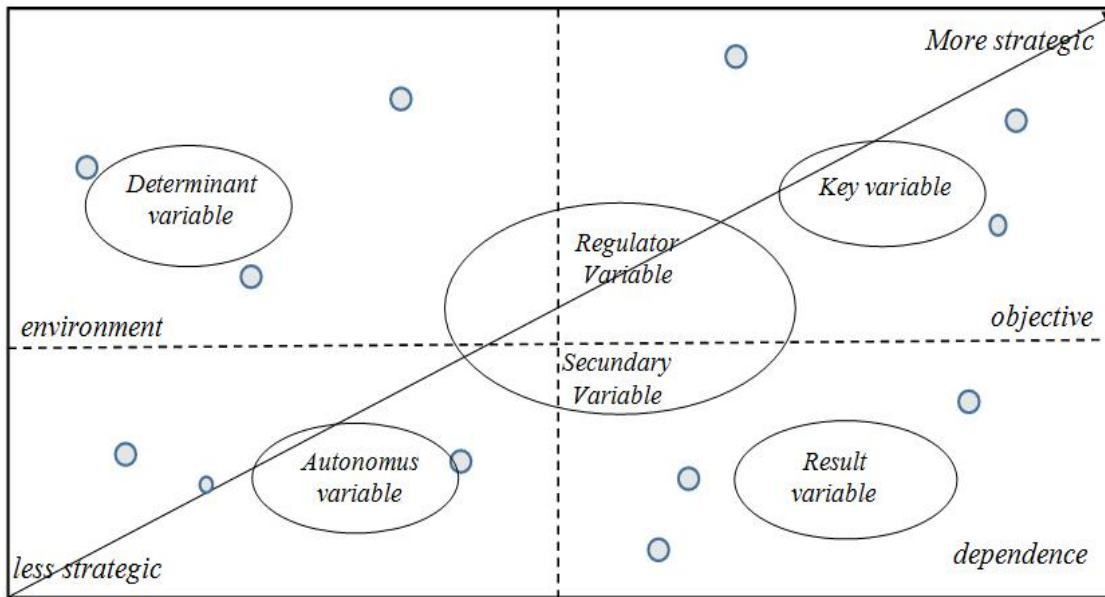 More strategic
Determinant
variable
Key variable
Regulator
Variable
environment
objective
Secundary
Variable
Autonomus
variable
Result
variable
less strategic
dependence